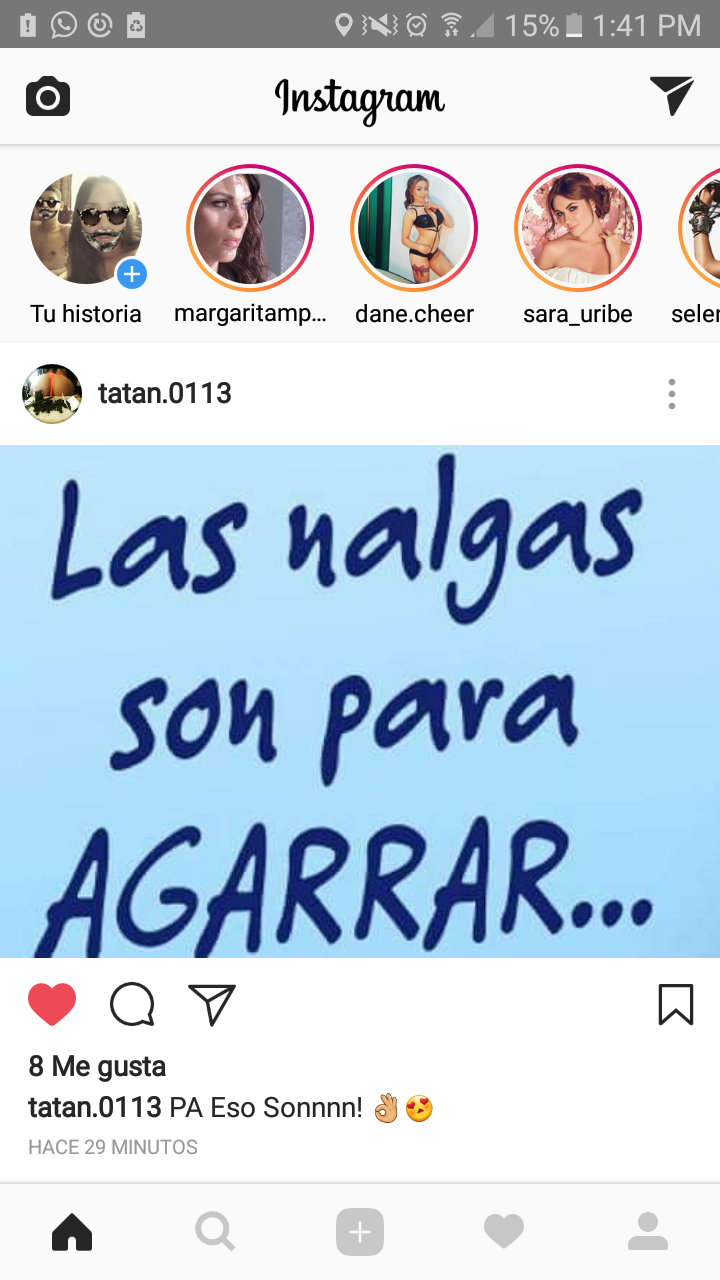 15% 1:41 PM
Instagram
Tu historia
margaritamp...
dane.cheer
sara_uribe
seler
tatan.0113
Las nalgas
son para
AGARRAR...
8 Me gusta
tatan.0113 PA Eso Sonnnn! 👌😍
HACE 29 MINUTOS